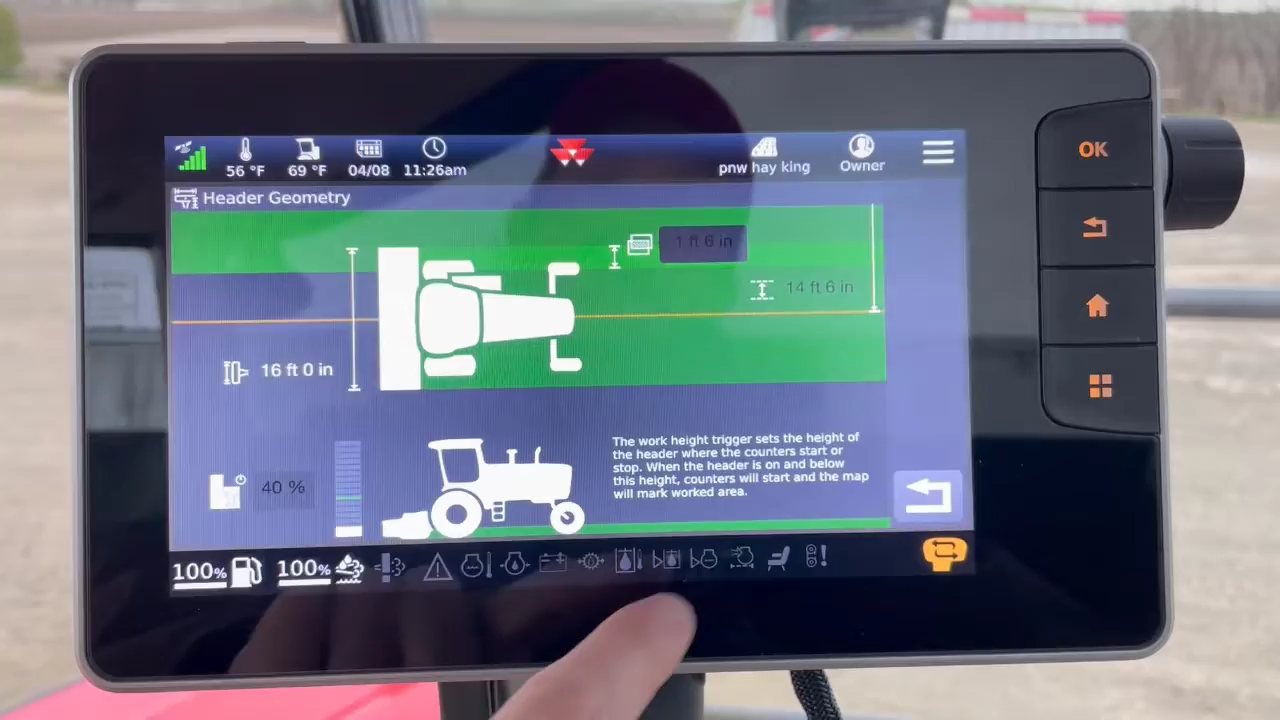 56 °F
69 °F
04/08
11:26am
pnw hay king
Owner
Header Geometry
1 ft 6 in
14 ft 6 in
16 ft 0 in
40 %
The work height trigger sets the height of
the header where the counters start or
stop. When the header is on and below
this height, counters will start and the map
will mark worked area.
100%
100%
OK